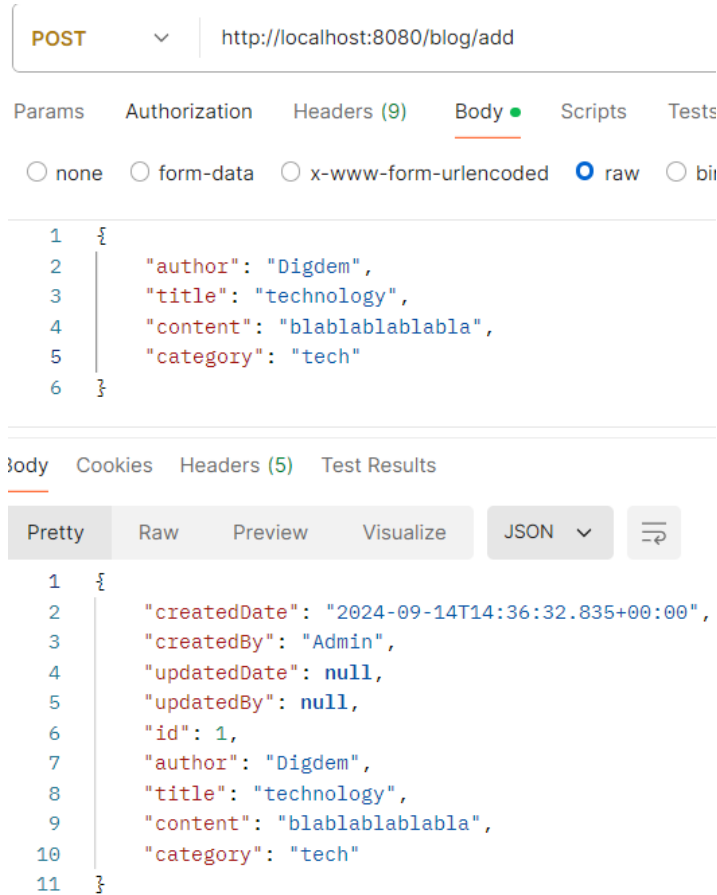 POST http://localhost:8080/blog/add
Params Authorization Headers (9) Body Scripts Tests
none form-data x-www-form-urlencoded raw bi
1 {
2 "author": "Digdem",
3 "title": "technology",
4 "content": "blablablablabla",
5 "category": "tech"
6 }
Body Cookies Headers (5) Test Results
Pretty Raw Preview Visualize JSON
1 {
2 "createdDate": "2024-09-14T14:36:32.835+00:00",
3 "createdBy": "Admin",
4 "updatedDate": null,
5 "updatedBy": null,
6 "id": 1,
7 "author": "Digdem",
8 "title": "technology",
9 "content": "blablablablabla",
10 "category": "tech"
11 }